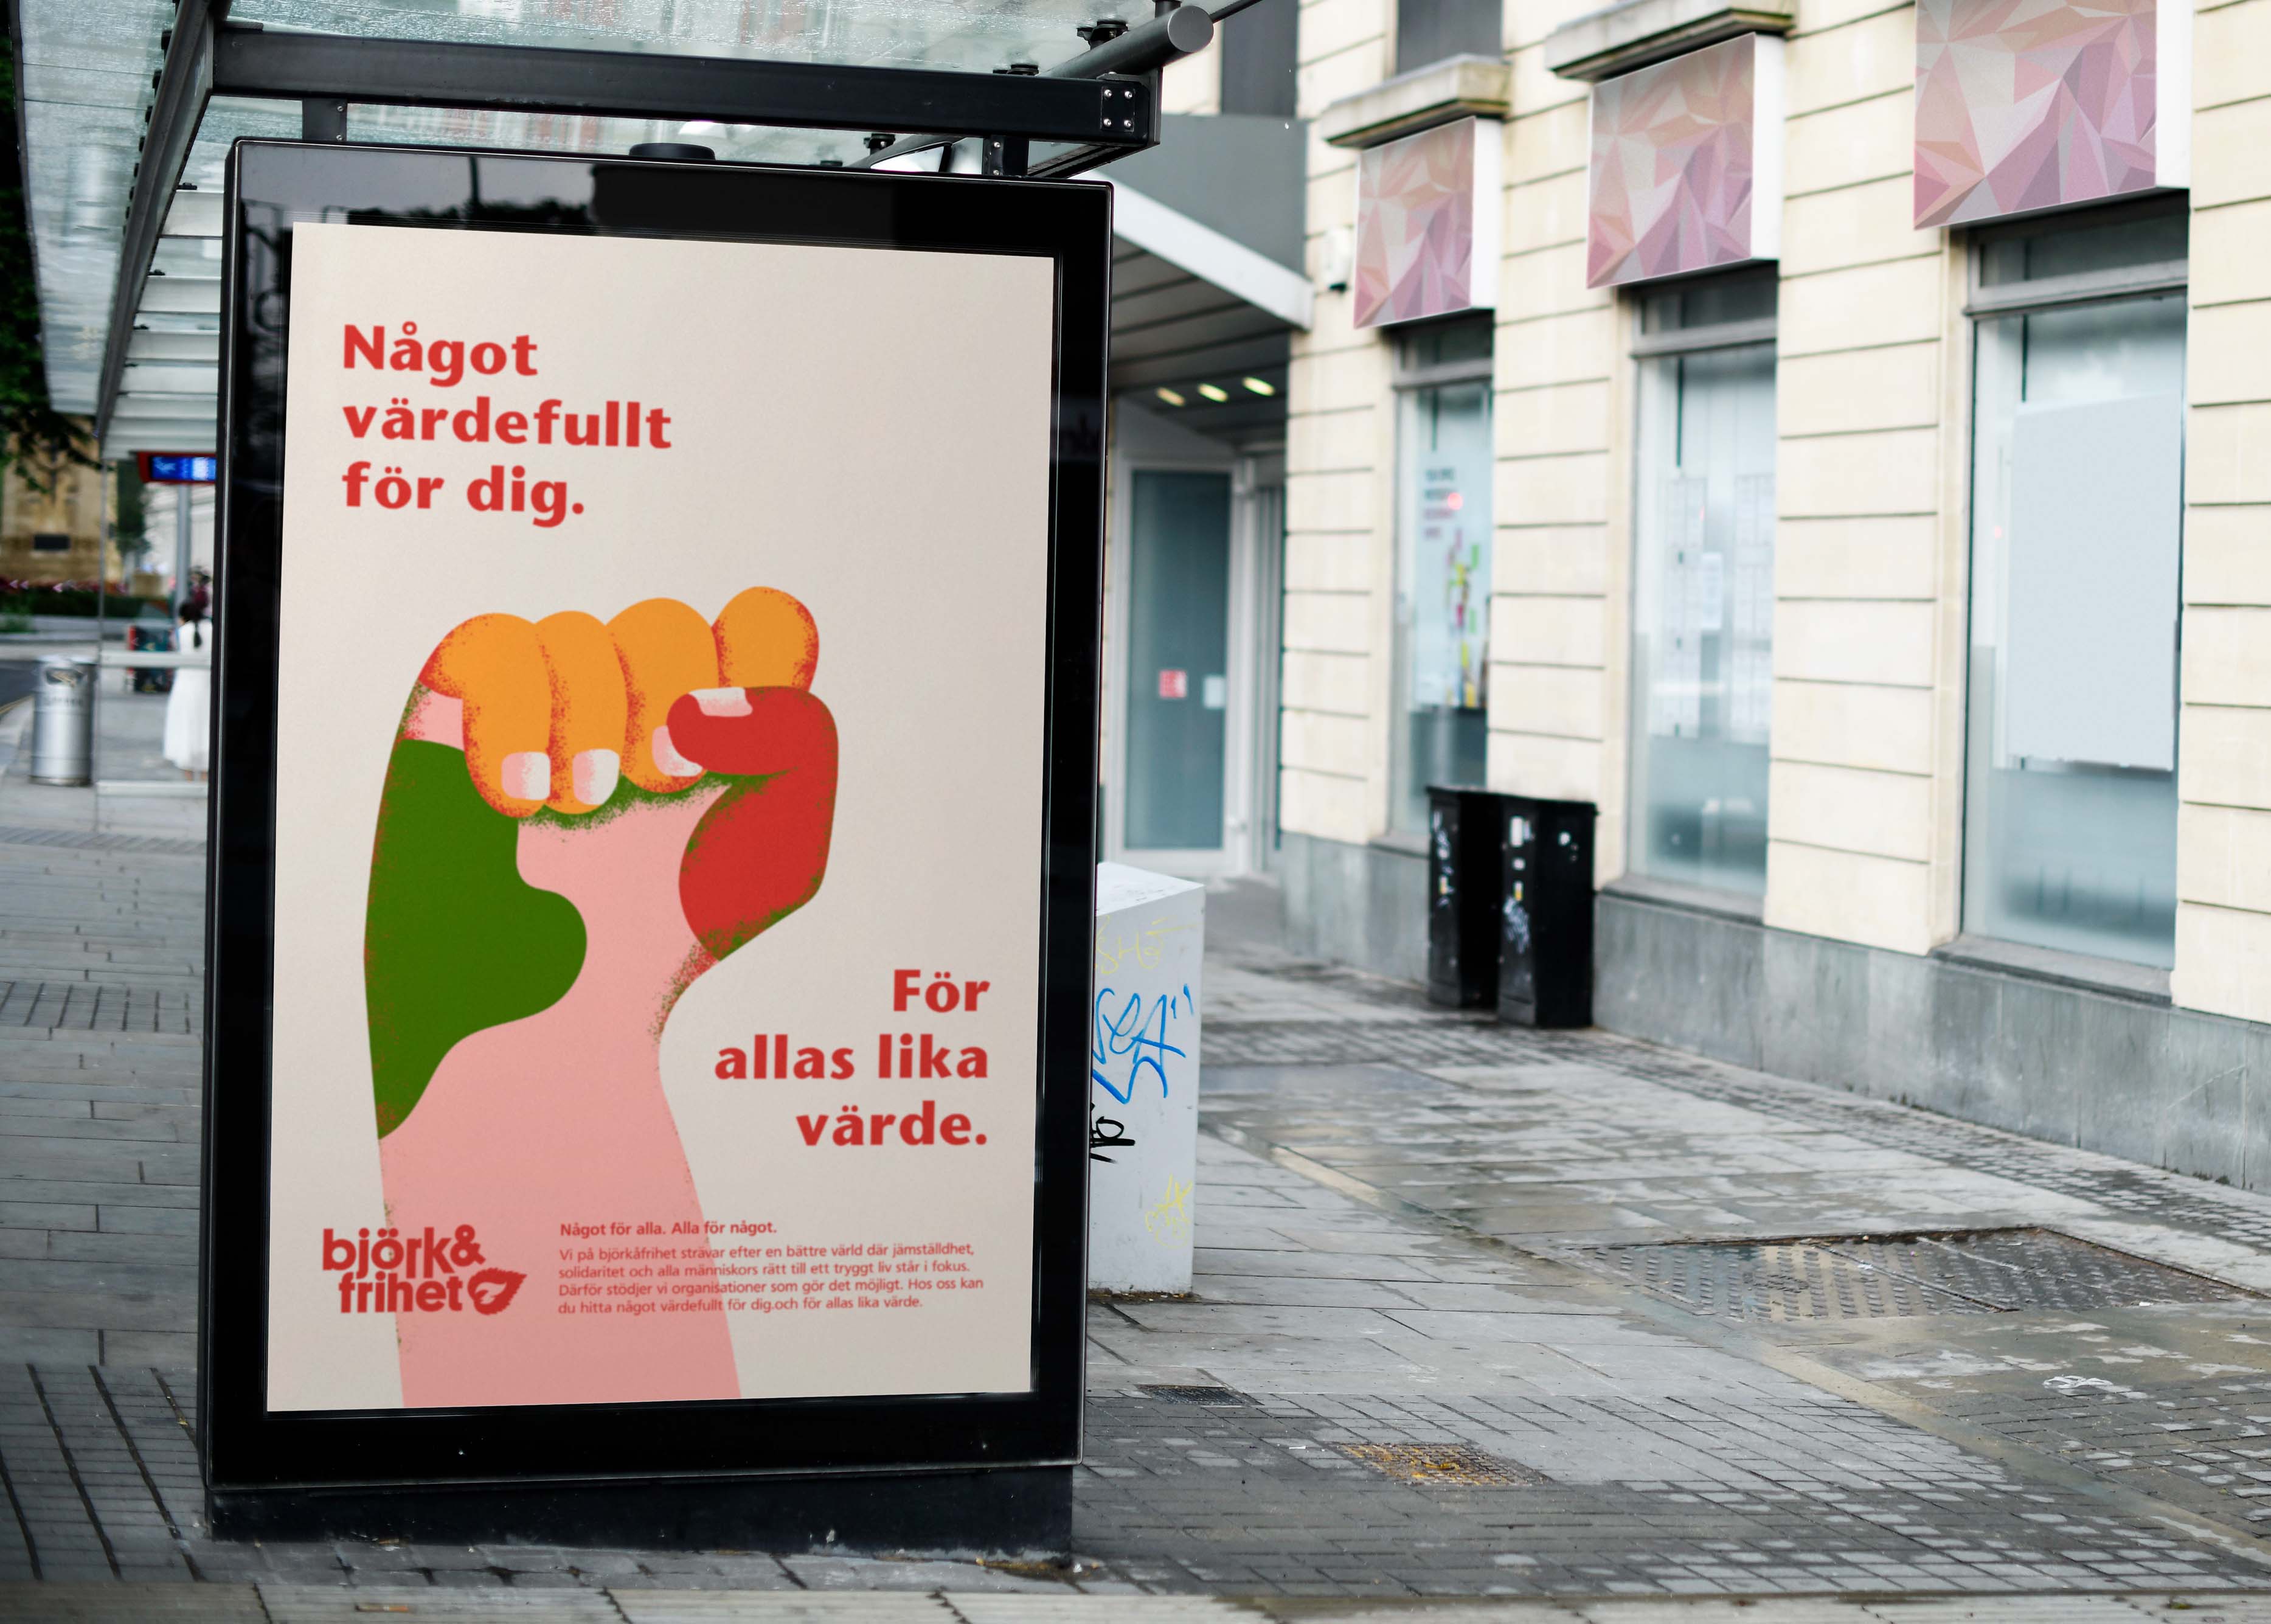 Något
värdefullt
för dig.
För
allas lika
värde.
björk&
frihet
Något för alla. Alla för något.
Vi på björkåfrihet strävar efter en bättre värld där jämställdhet,
solidaritet och alla människors rätt till ett tryggt liv står i fokus.
Därför stödjer vi organisationer som gör det möjligt. Hos oss kan
du hitta något värdefullt för dig.och för allas lika värde.